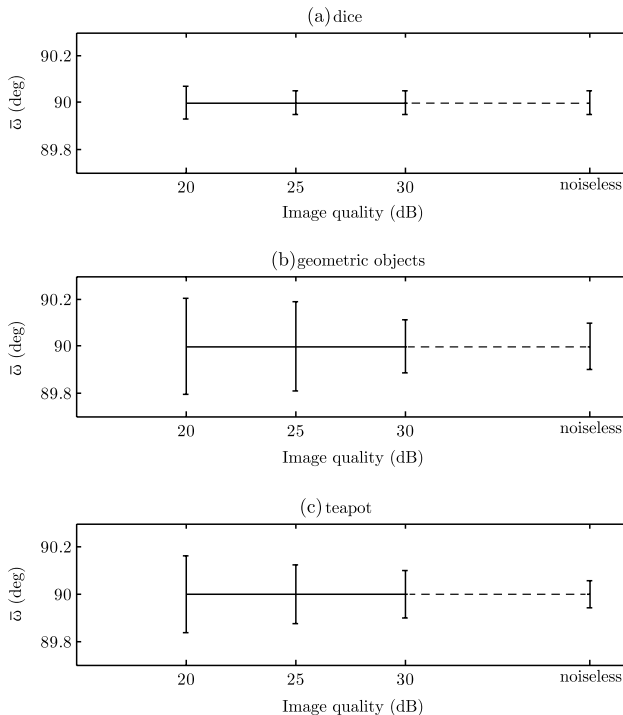 (a) dice
90.2
90
89.8
ω̄ (deg)
20 25 30 noiseless
Image quality (dB)
(b) geometric objects
90.2
90
89.8
ω̄ (deg)
20 25 30 noiseless
Image quality (dB)
(c) teapot
90.2
90
89.8
ω̄ (deg)
20 25 30 noiseless
Image quality (dB)